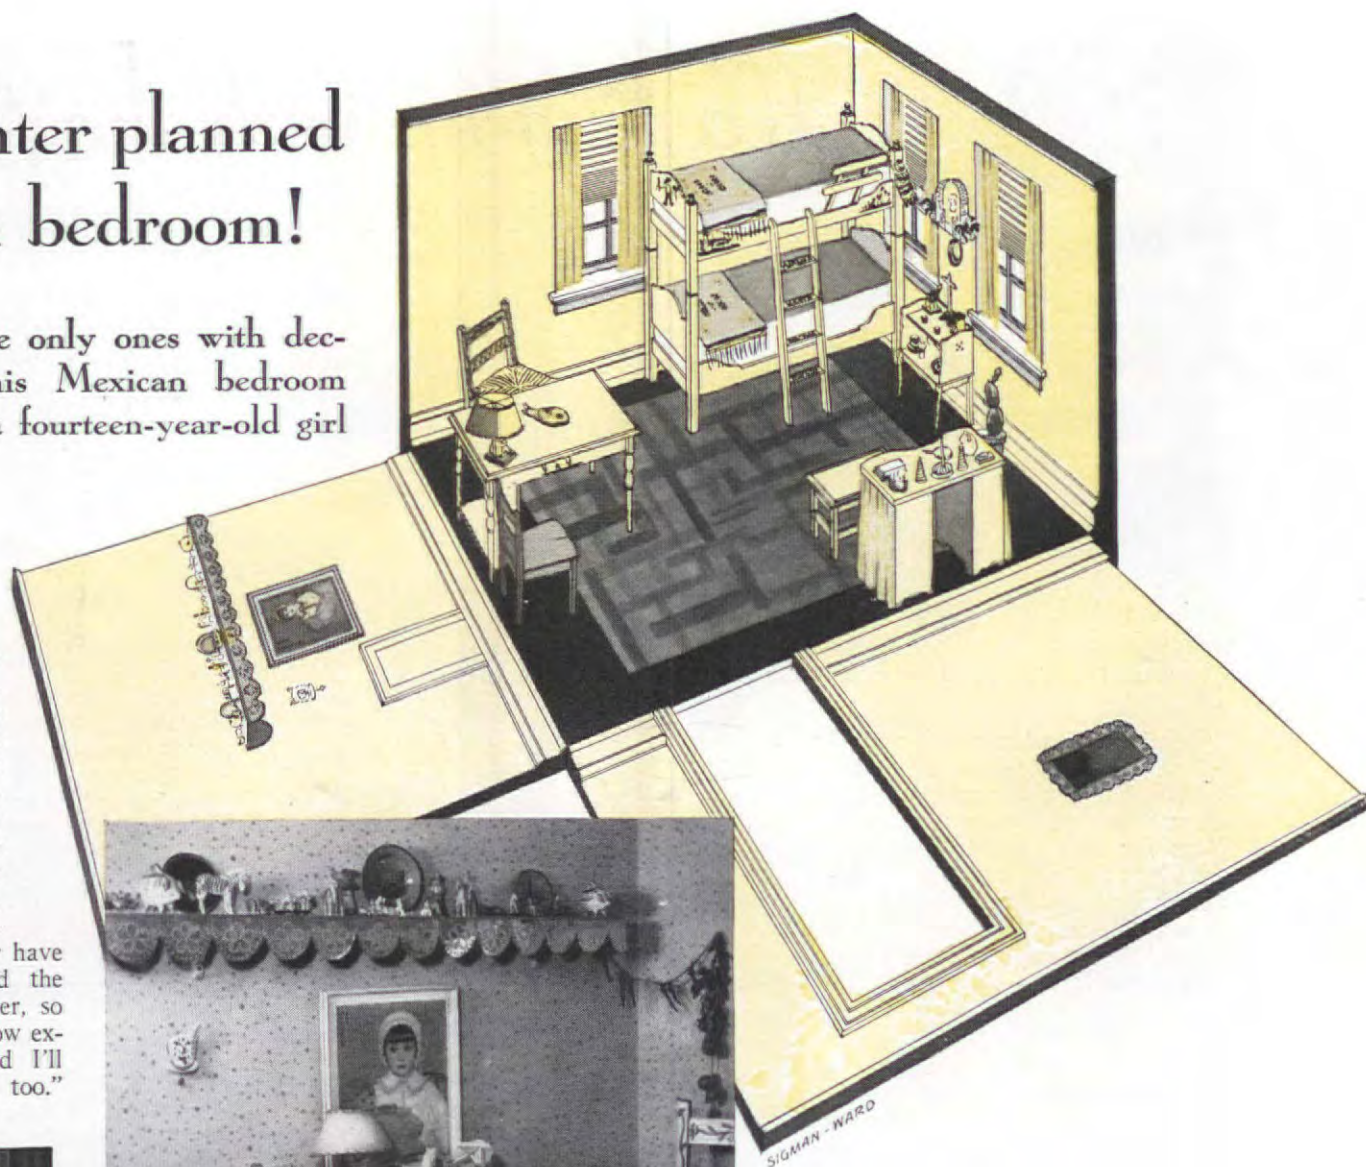 nter planned
bedroom!
e only ones with dec-
his Mexican bedroom
a fourteen-year-old girl
have
d the
er, so
ow ex-
d I'll
too."
SIGMAN-WARD